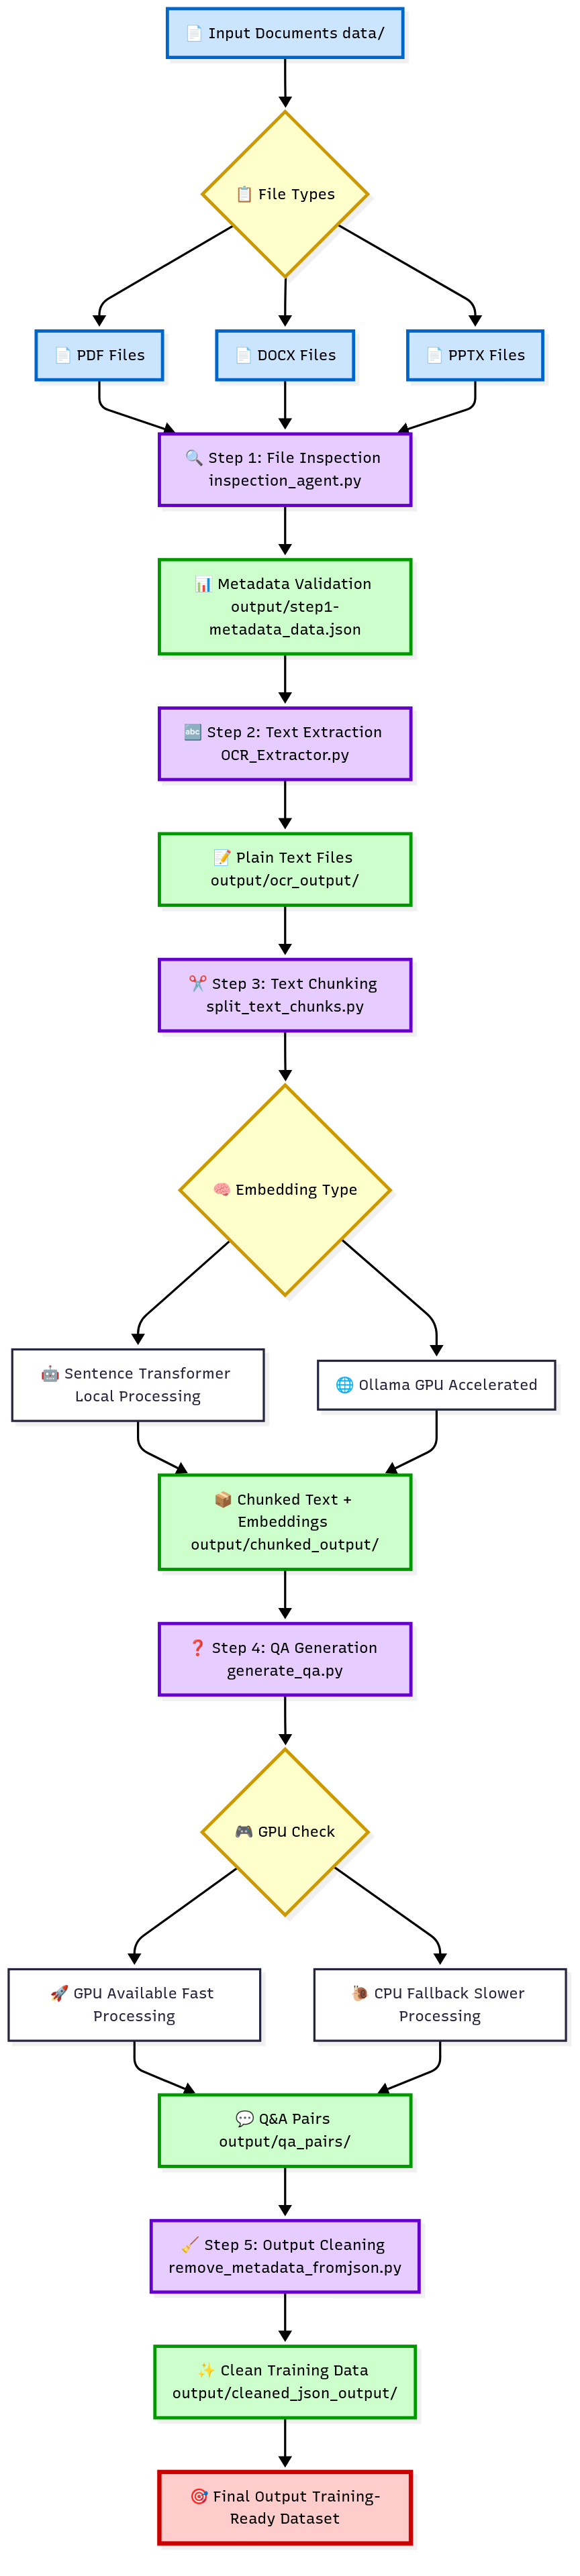 📄 Input Documents data/
📋 File Types
📄 PDF Files
📄 DOCX Files
📄 PPTX Files
🔍 Step 1: File Inspection
inspection_agent.py
📊 Metadata Validation
output/step1-
metadata_data.json
🔤 Step 2: Text Extraction
OCR_Extractor.py
📝 Plain Text Files
output/ocr_output/
✂️ Step 3: Text Chunking
split_text_chunks.py
🧠 Embedding Type
🤖 Sentence Transformer
Local Processing
🌐 Ollama GPU Accelerated
📦 Chunked Text +
Embeddings
output/chunked_output/
❓ Step 4: QA Generation
generate_qa.py
🎮 GPU Check
🚀 GPU Available Fast
Processing
🐌 CPU Fallback Slower
Processing
💬 Q&A Pairs
output/qa_pairs/
🧹 Step 5: Output Cleaning
remove_metadata_fromjson.py
✨ Clean Training Data
output/cleaned_json_output/
🎯 Final Output Training-
Ready Dataset